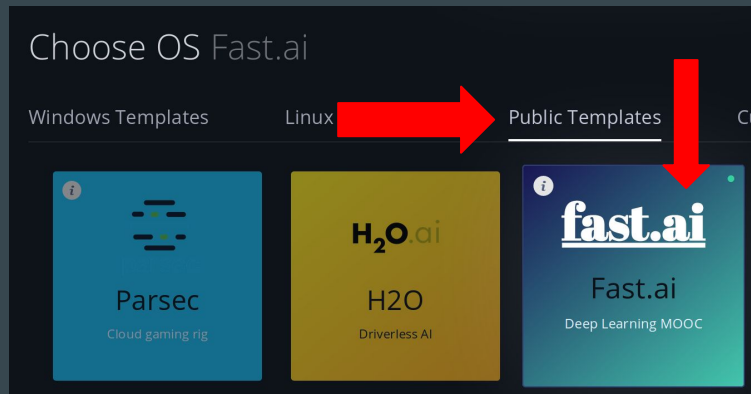 Choose OS Fast.ai
Windows Templates Linux Public Templates
i i
H2O.ai fast.ai
Parsec H2O Fast.ai
Cloud gaming rig Driverless AI Deep Learning MOOC